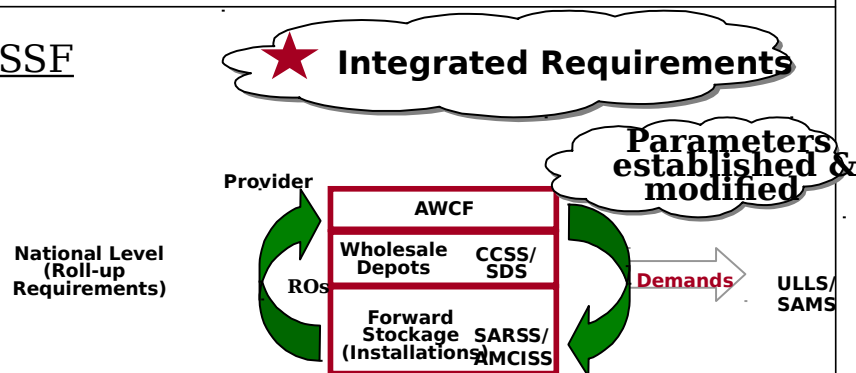 SSF
Integrated Requirements
Parameters
established &
modified
Provider
AWCF
National Level
(Roll-up
Requirements)
Wholesale
Depots
CCSS/
SDS
ROs
Demands
ULLS/
SAMS
Forward
Stockage
(Installations)
SARSS/
AMCISS